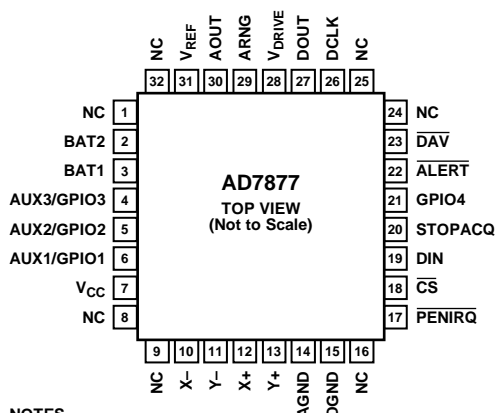 NC
VREF
AOUT
ARNG
VDRIVE
DOUT
DCLK
NC
32
31
30
29
28
27
26
25
NC 1
BAT2 2
BAT1 3
AUX3/GPIO3 4
AUX2/GPIO2 5
AUX1/GPIO1 6
VCC 7
NC 8
AD7877
TOP VIEW
(Not to Scale)
24 NC
23 DAV
22 ALERT
21 GPIO4
20 STOPACQ
19 DIN
18 CS
17 PENIRQ
9
10
11
12
13
14
15
16
NC
X–
Y–
X+
Y+
AGND
DGND
NC
NOTES